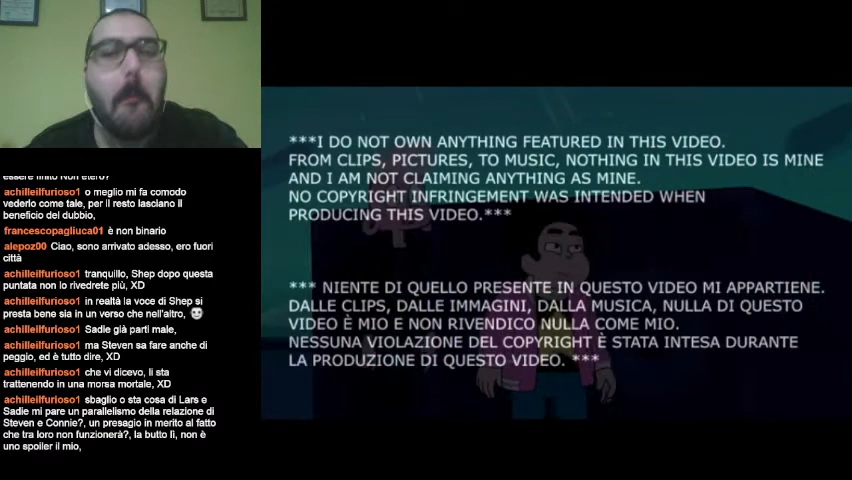 essere finito Non etero?
achilleilfurioso1 o meglio mi fa comodo
vederlo come tale, per il resto lasciano il
beneficio del dubbio,
francescopagliuca01 è non binario
alepoz00 Ciao, sono arrivato adesso, ero fuori
città
achilleilfurioso1 tranquillo, Shep dopo questa
puntata non lo rivedrete più, XD
achilleilfurioso1 in realtà la voce di Shep si
presta bene sia in un verso che nell'altro,
achilleilfurioso1 Sadie già parti male,
achilleilfurioso1 ma Steven sa fare anche di
peggio, ed è tutto dire, XD
achilleilfurioso1 che vi dicevo, li sta
trattenendo in una morsa mortale, XD
achilleilfurioso1 sbaglio o sta cosa di Lars e
Sadie mi pare un parallelismo della relazione di
Steven e Connie?, un presagio in merito al fatto
che tra loro non funzionerà?, la butto lì, non è
uno spoiler il mio,
***I DO NOT OWN ANYTHING FEATURED IN THIS VIDEO.
FROM CLIPS, PICTURES, TO MUSIC, NOTHING IN THIS VIDEO IS MINE
AND I AM NOT CLAIMING ANYTHING AS MINE.
NO COPYRIGHT INFRINGEMENT WAS INTENDED WHEN
PRODUCING THIS VIDEO.***
*** NIENTE DI QUELLO PRESENTE IN QUESTO VIDEO MI APPARTIENE.
DALLE CLIPS, DALLE IMMAGINI, DALLA MUSICA, NULLA DI QUESTO
VIDEO È MIO E NON RIVENDICO NULLA COME MIO.
NESSUNA VIOLAZIONE DEL COPYRIGHT È STATA INTESA DURANTE
LA PRODUZIONE DI QUESTO VIDEO. ***